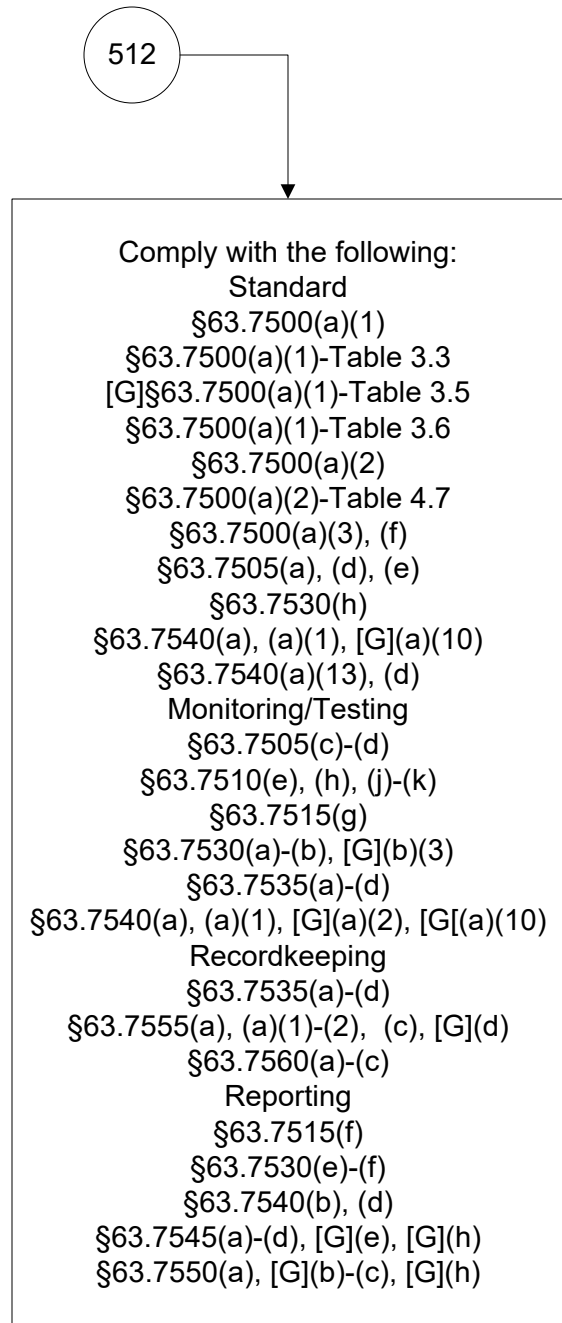 512
Comply with the following:
Standard
§63.7500(a)(1)
§63.7500(a)(1)-Table 3.3
[G]§63.7500(a)(1)-Table 3.5
§63.7500(a)(1)-Table 3.6
§63.7500(a)(2)
§63.7500(a)(2)-Table 4.7
§63.7500(a)(3), (f)
§63.7505(a), (d), (e)
§63.7530(h)
§63.7540(a), (a)(1), [G](a)(10)
§63.7540(a)(13), (d)
Monitoring/Testing
§63.7505(c)-(d)
§63.7510(e), (h), (j)-(k)
§63.7515(g)
§63.7530(a)-(b), [G](b)(3)
§63.7535(a)-(d)
§63.7540(a), (a)(1), [G](a)(2), [G[(a)(10)
Recordkeeping
§63.7535(a)-(d)
§63.7555(a), (a)(1)-(2),  (c), [G](d)
§63.7560(a)-(c)
Reporting
§63.7515(f)
§63.7530(e)-(f)
§63.7540(b), (d)
§63.7545(a)-(d), [G](e), [G](h)
§63.7550(a), [G](b)-(c), [G](h)